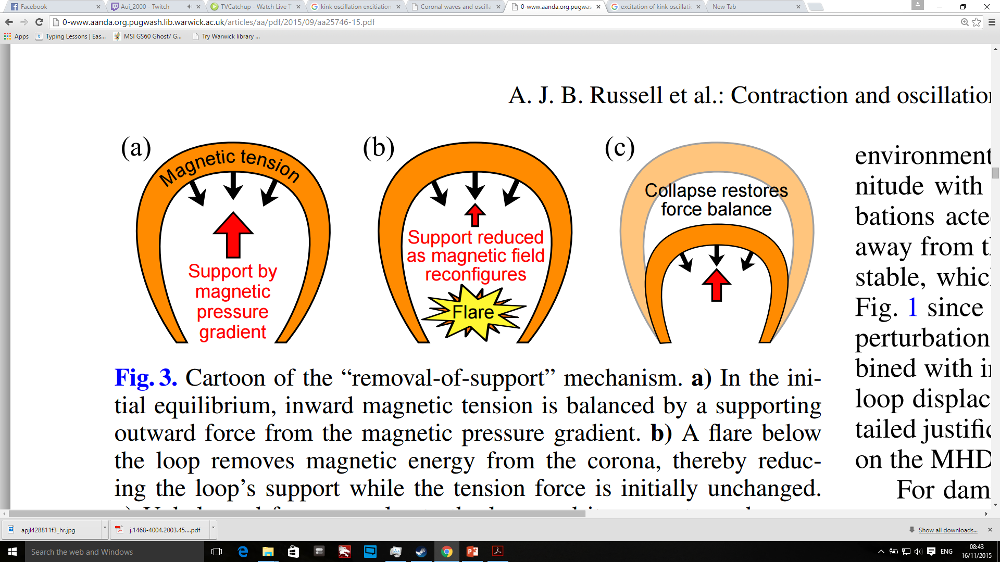 Facebook
Aui_2000 - Twitch
TVCatchup - Watch Live T
kink oscillation excitiation
Coronal waves and oscilla
0-www.aanda.org.pugwas
excitation of kink oscillatio
New Tab
0-www.aanda.org.pugwash.lib.warwick.ac.uk/articles/aa/pdf/2015/09/aa25746-15.pdf
Apps
Typing Lessons | Eas...
MSI GS60 Ghost/ G...
Try Warwick library ...
A. J. B. Russell et al.: Contraction and oscillation
(a)
Magnetic tension
Support by
magnetic
pressure
gradient
(b)
Support reduced
as magnetic field
reconfigures
Flare
(c)
Collapse restores
force balance
Fig. 3. Cartoon of the “removal-of-support” mechanism. a) In the ini-
tial equilibrium, inward magnetic tension is balanced by a supporting
outward force from the magnetic pressure gradient. b) A flare below
the loop removes magnetic energy from the corona, thereby reduc-
ing the loop’s support while the tension force is initially unchanged.
environment
nitude with
bations acte
away from t
stable, whic
Fig. 1 since
perturbation
bined with i
loop displac
tailed justific
on the MHD
For dam
apjl428811f3_hr.jpg
j.1468-4004.2003.45....pdf
Show all downloads...
Search the web and Windows
ENG
08:43
16/11/2015